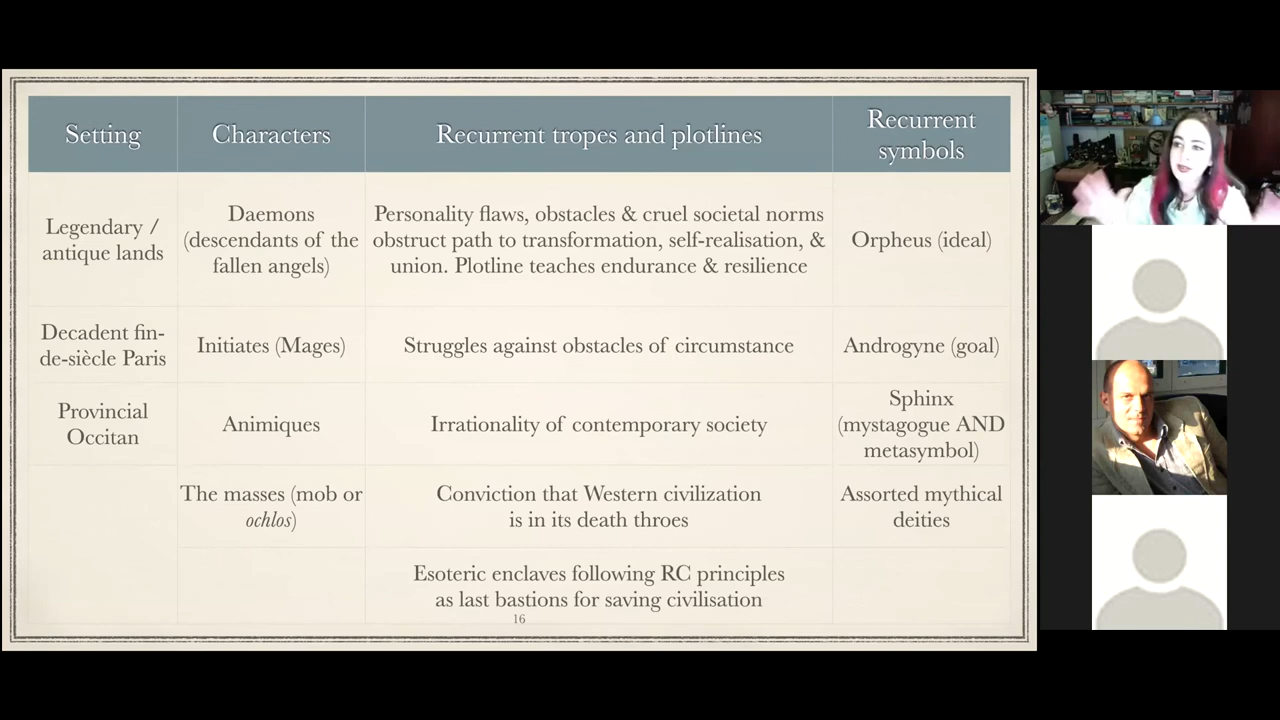 Setting
Characters
Recurrent tropes and plotlines
Recurrent
symbols
Legendary /
antique lands
Daemons
(descendants of the
fallen angels)
Personality flaws, obstacles & cruel societal norms
obstruct path to transformation, self-realisation, &
union. Plotline teaches endurance & resilience
Orpheus (ideal)
Decadent fin-
de-siècle Paris
Initiates (Mages)
Struggles against obstacles of circumstance
Androgyne (goal)
Provincial
Occitan
Animiques
Irrationality of contemporary society
Sphinx
(mystagogue AND
metasymbol)
The masses (mob or
ochlos)
Conviction that Western civilization
is in its death throes
Assorted mythical
deities
Esoteric enclaves following RC principles
as last bastions for saving civilisation
16